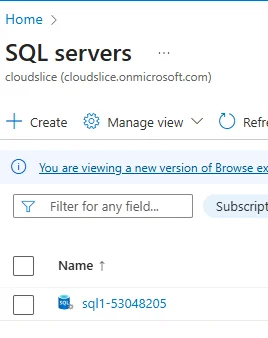 Home >
SQL servers ...
cloudslice (cloudslice.onmicrosoft.com)
+ Create Manage view
You are viewing a new version of Browse
Filter for any field...
Name ↑
sql1-53048205